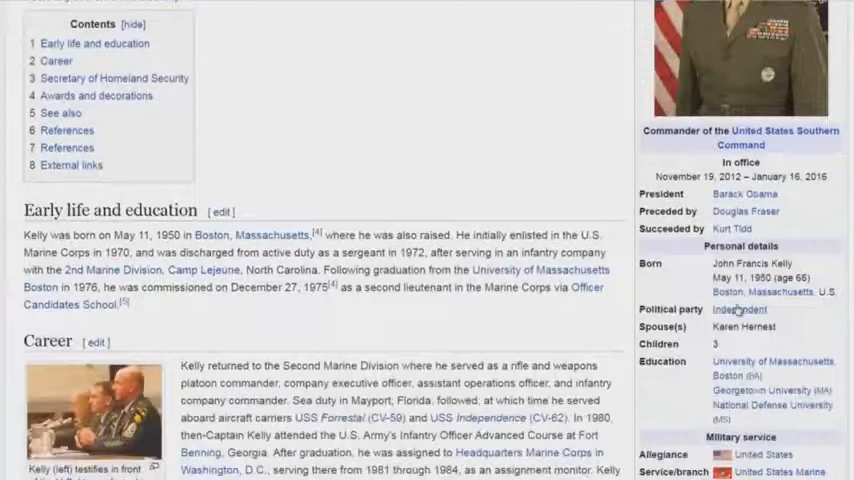 Contents [hide]
1 Early life and education
2 Career
3 Secretary of Homeland Security
4 Awards and decorations
5 See also
6 References
7 References
8 External links
Early life and education [ edit ]
Kelly was born on May 11, 1950 in Boston, Massachusetts,[4] where he was also raised. He initially enlisted in the U.S.
Marine Corps in 1970, and was discharged from active duty as a sergeant in 1972, after serving in an infantry company
with the 2nd Marine Division, Camp Lejeune, North Carolina. Following graduation from the University of Massachusetts
Boston in 1976, he was commissioned on December 27, 1975[4] as a second lieutenant in the Marine Corps via Officer
Candidates School.[5]
Career [ edit ]
Kelly returned to the Second Marine Division where he served as a rifle and weapons
platoon commander, company executive officer, assistant operations officer, and infantry
company commander. Sea duty in Mayport, Florida, followed, at which time he served
aboard aircraft carriers USS Forrestal (CV-59) and USS Independence (CV-62). In 1980,
then-Captain Kelly attended the U.S. Army's Infantry Officer Advanced Course at Fort
Benning, Georgia. After graduation, he was assigned to Headquarters Marine Corps in
Washington, D.C., serving there from 1981 through 1984, as an assignment monitor. Kelly
Kelly (left) testifies in front
Commander of the United States Southern
Command
In office
November 19, 2012 – January 16, 2016
President Barack Obama
Preceded by Douglas Fraser
Succeeded by Kurt Tidd
Personal details
Born John Francis Kelly
May 11, 1950 (age 66)
Boston, Massachusetts, U.S.
Political party Independent
Spouse(s) Karen Hernest
Children 3
Education University of Massachusetts,
Boston (BA)
Georgetown University (MA)
National Defense University
(MS)
Military service
Allegiance United States
Service/branch United States Marine